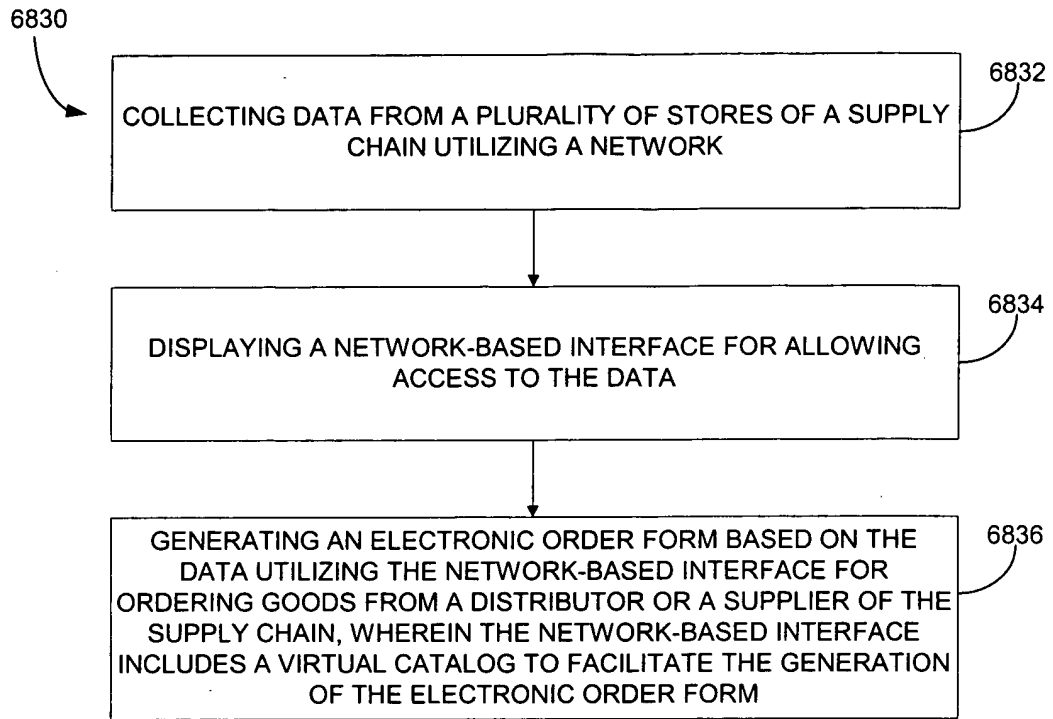 6830
6832
COLLECTING DATA FROM A PLURALITY OF STORES OF A SUPPLY
CHAIN UTILIZING A NETWORK
6834
DISPLAYING A NETWORK-BASED INTERFACE FOR ALLOWING
ACCESS TO THE DATA
6836
GENERATING AN ELECTRONIC ORDER FORM BASED ON THE
DATA UTILIZING THE NETWORK-BASED INTERFACE FOR
ORDERING GOODS FROM A DISTRIBUTOR OR A SUPPLIER OF THE
SUPPLY CHAIN, WHEREIN THE NETWORK-BASED INTERFACE
INCLUDES A VIRTUAL CATALOG TO FACILITATE THE GENERATION
OF THE ELECTRONIC ORDER FORM